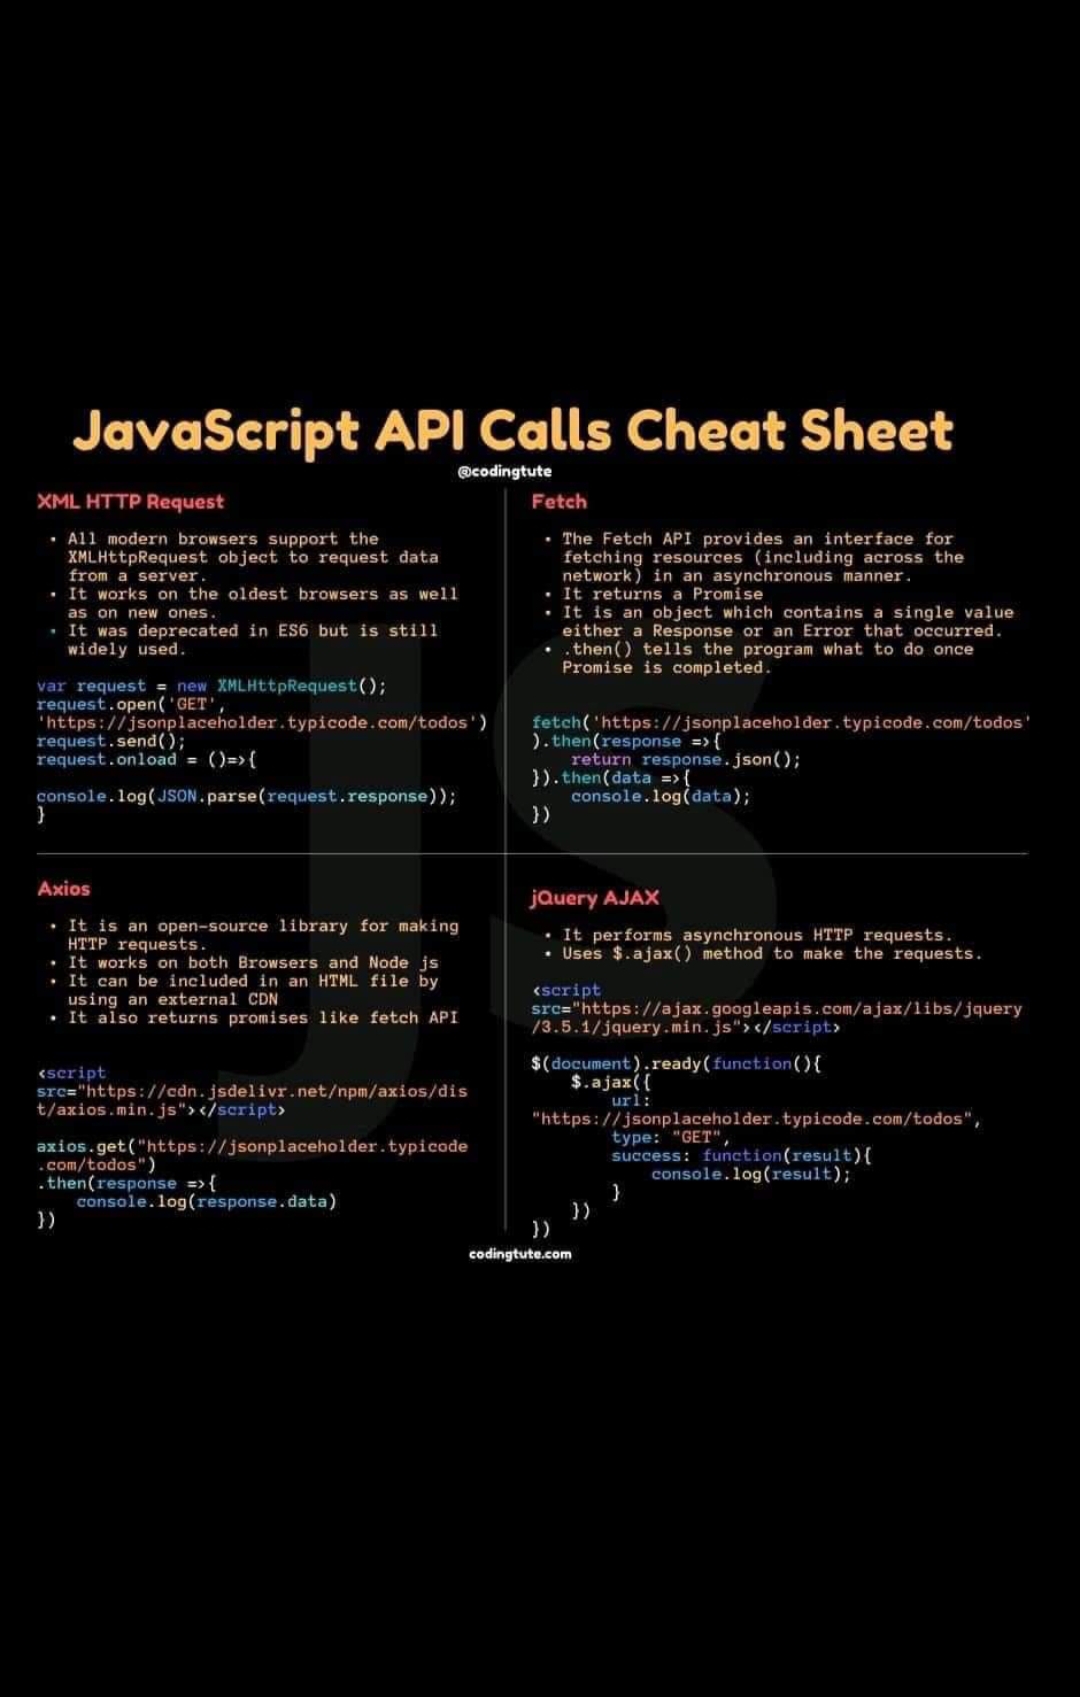 JavaScript API Calls Cheat Sheet
@codingtute
XML HTTP Request
• All modern browsers support the
XMLHttpRequest object to request data
from a server.
• It works on the oldest browsers as well
as on new ones.
• It was deprecated in ES6 but is still
widely used.
var request = new XMLHttpRequest();
request.open('GET',
'https://jsonplaceholder.typicode.com/todos')
request.send();
request.onload = ()=>{
console.log(JSON.parse(request.response));
}
Fetch
• The Fetch API provides an interface for
fetching resources (including across the
network) in an asynchronous manner.
• It returns a Promise
• It is an object which contains a single value
either a Response or an Error that occurred.
• .then() tells the program what to do once
Promise is completed.
fetch('https://jsonplaceholder.typicode.com/todos'
).then(response =>{
    return response.json();
}).then(data =>{
    console.log(data);
})
Axios
• It is an open-source library for making
HTTP requests.
• It works on both Browsers and Node js
• It can be included in an HTML file by
using an external CDN
• It also returns promises like fetch API
<script
src="https://cdn.jsdelivr.net/npm/axios/dis
t/axios.min.js"></script>
axios.get("https://jsonplaceholder.typicode
.com/todos")
.then(response =>{
    console.log(response.data)
})
jQuery AJAX
• It performs asynchronous HTTP requests.
• Uses $.ajax() method to make the requests.
<script
src="https://ajax.googleapis.com/ajax/libs/jquery
/3.5.1/jquery.min.js"></script>
$(document).ready(function(){
    $.ajax({
        url:
"https://jsonplaceholder.typicode.com/todos",
        type: "GET",
        success: function(result){
            console.log(result);
        }
    })
})
JS
codingtute.com